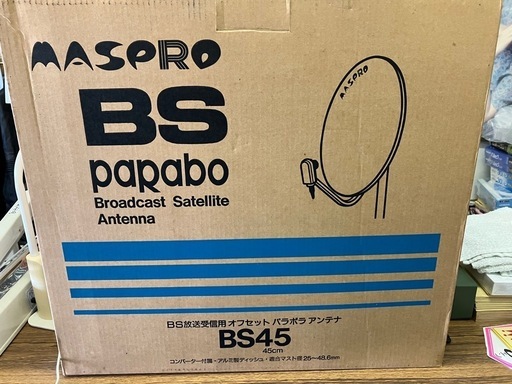 MASPRO
BS
paRabo
Broadcast Satellite
Antenna
MASPRO
BS放送受信用 オフセット パラボラ アンテナ
BS45
45cm
コンバーター付属・アルミ製ディッシュ・適合マスト径25~48.6mm